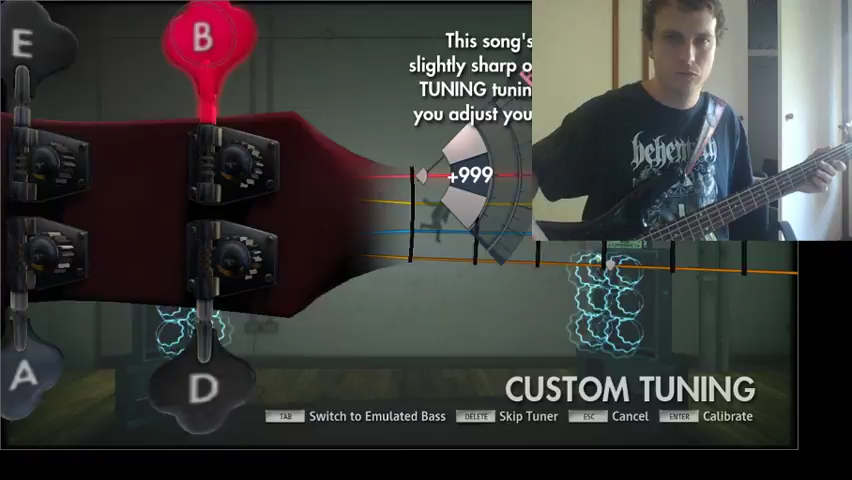 E
B
This song's
slightly sharp o
TUNING tunin
you adjust you
+999
behemoth
A
D
CUSTOM TUNING
TAB Switch to Emulated Bass DELETE Skip Tuner ESC Cancel ENTER Calibrate